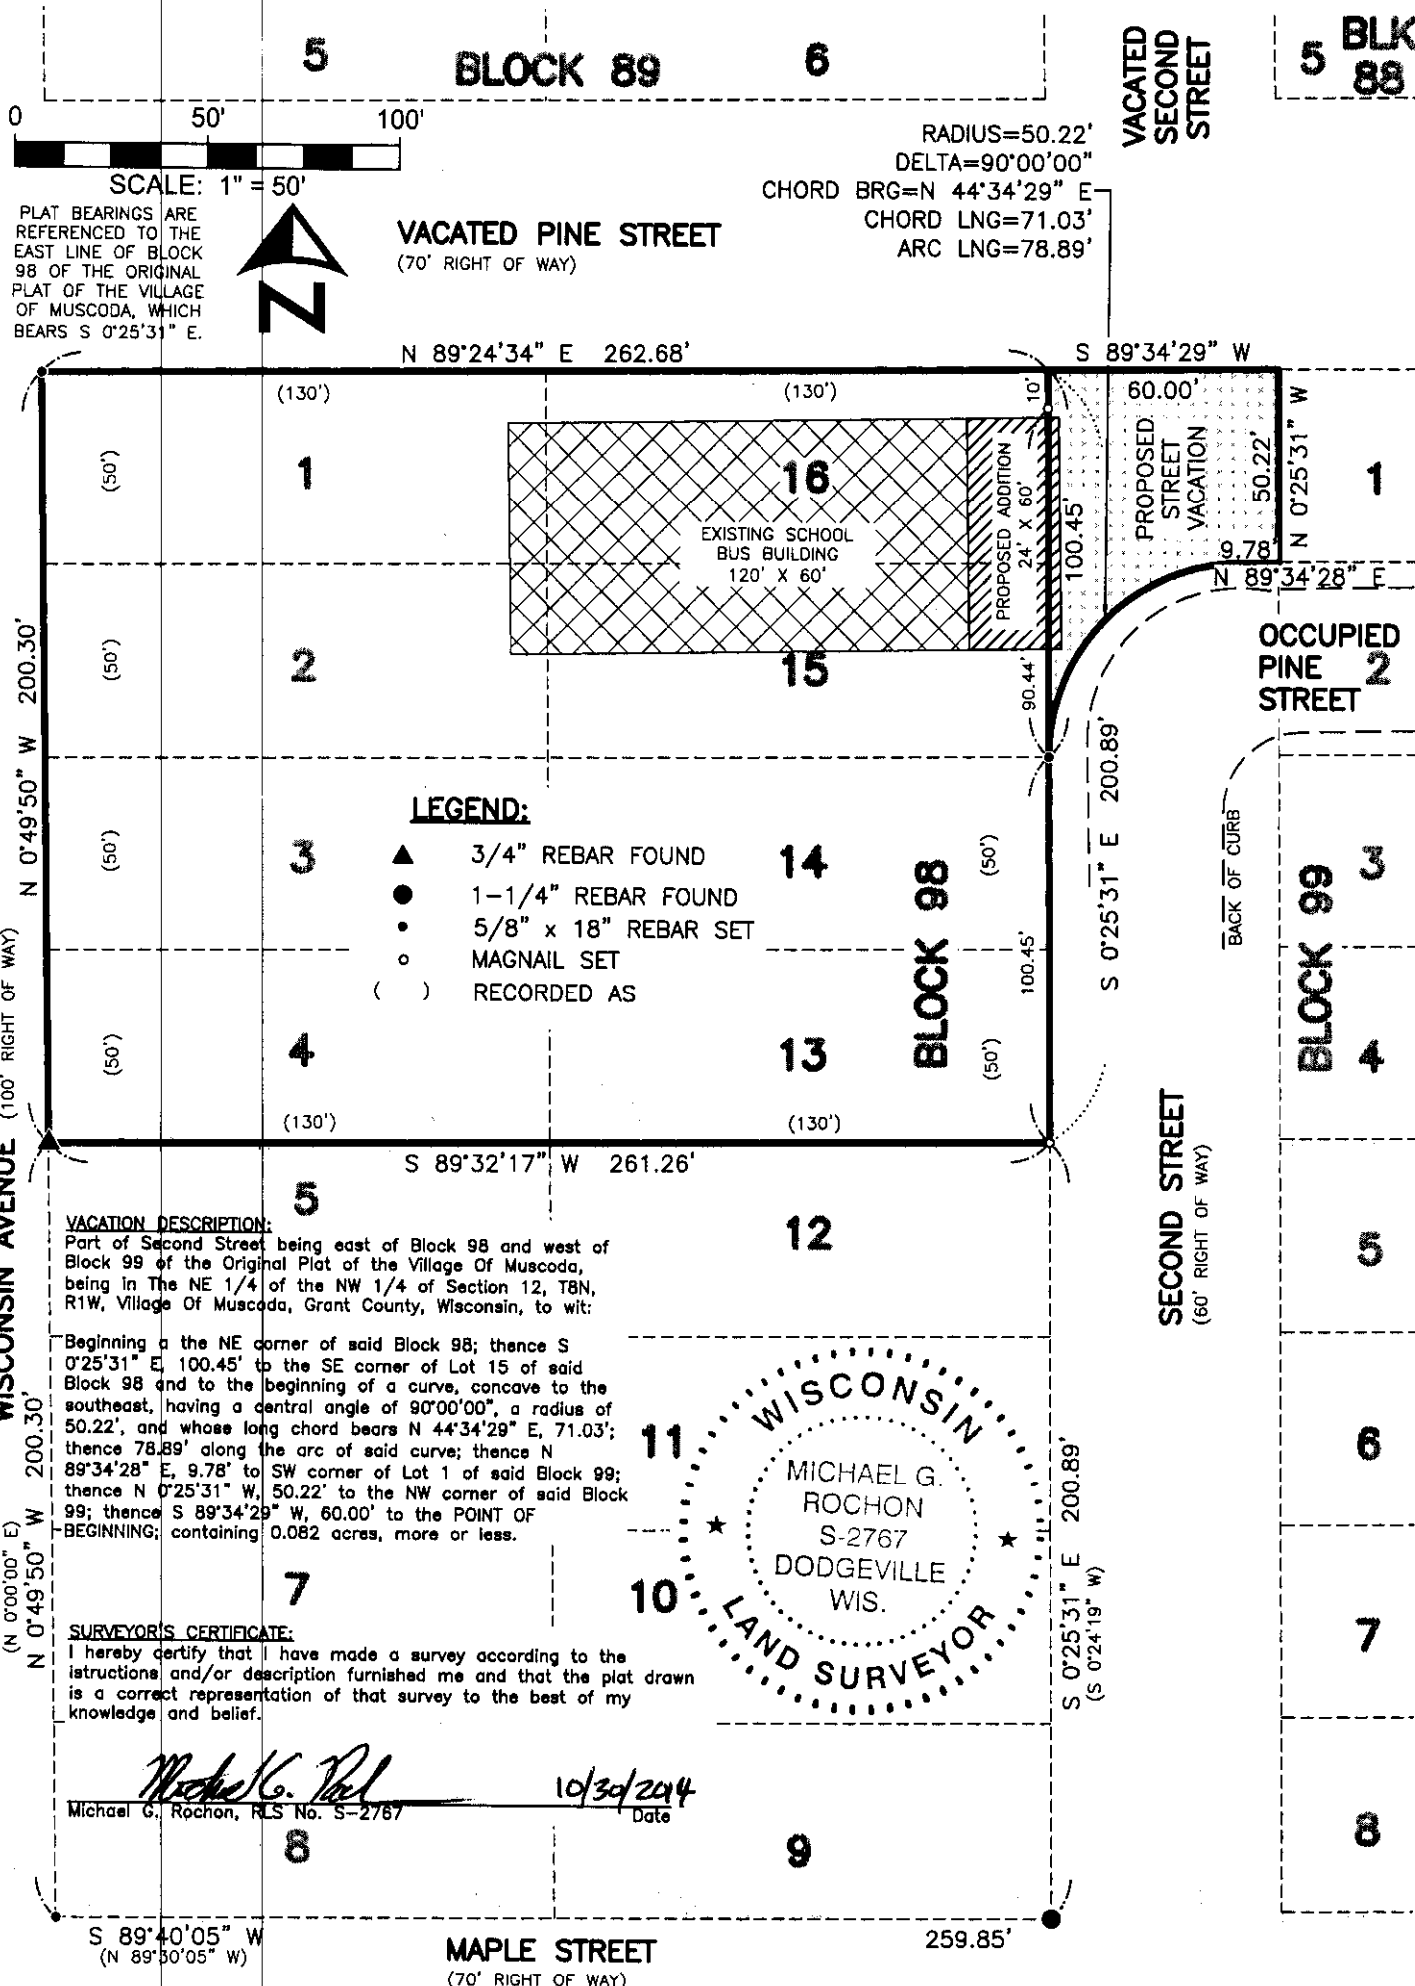 5
BLOCK 89
6
VACATED
SECOND
STREET
5
BLK
88
0 50' 100'
SCALE: 1" = 50'
PLAT BEARINGS ARE
REFERENCED TO THE
EAST LINE OF BLOCK
98 OF THE ORIGINAL
PLAT OF THE VILLAGE
OF MUSCODA, WHICH
BEARS S 0°25'31" E.
N
VACATED PINE STREET
(70' RIGHT OF WAY)
RADIUS=50.22'
DELTA=90°00'00"
CHORD BRG=N 44°34'29" E
CHORD LNG=71.03'
ARC LNG=78.89'
N 89°24'34" E 262.68'
S 89°34'29" W
60.00'
(130')
(130')
10'
(50')
1
16
PROPOSED ADDITION
24' X 60'
100.45'
PROPOSED
STREET
VACATION
50.22'
N 0°25'31" W
1
EXISTING SCHOOL
BUS BUILDING
120' X 60'
9.78'
N 89°34'28" E
OCCUPIED
PINE
STREET
2
(50')
2
15
90.44'
N 0°49'50" W 200.30'
S 0°25'31" E 200.89'
LEGEND:
3/4" REBAR FOUND
1-1/4" REBAR FOUND
5/8" x 18" REBAR SET
MAGNAIL SET
( ) RECORDED AS
(50')
3
14
(50')
BLOCK 98
100.45'
BACK OF CURB
BLOCK 99
3
(50')
4
13
(50')
4
(130')
(130')
WISCONSIN AVENUE (100' RIGHT OF WAY)
S 89°32'17" W 261.26'
SECOND STREET
(60' RIGHT OF WAY)
5
12
5
VACATION DESCRIPTION:
Part of Second Street being east of Block 98 and west of
Block 99 of the Original Plat of the Village Of Muscoda,
being in The NE 1/4 of the NW 1/4 of Section 12, T8N,
R1W, Village Of Muscoda, Grant County, Wisconsin, to wit:
Beginning a the NE corner of said Block 98; thence S
0°25'31" E, 100.45' to the SE corner of Lot 15 of said
Block 98 and to the beginning of a curve, concave to the
southeast, having a central angle of 90°00'00", a radius of
50.22', and whose long chord bears N 44°34'29" E, 71.03';
thence 78.89' along the arc of said curve; thence N
89°34'28" E, 9.78' to SW corner of Lot 1 of said Block 99;
thence N 0°25'31" W, 50.22' to the NW corner of said Block
99; thence S 89°34'29" W, 60.00' to the POINT OF
BEGINNING; containing 0.082 acres, more or less.
11
6
WISCONSIN
MICHAEL G.
ROCHON
S-2767
DODGEVILLE
WIS.
LAND SURVEYOR
(N 0°00'00" E)
N 0°49'50" W 200.30'
S 0°25'31" E 200.89'
(S 0°24'19" W)
7
10
7
SURVEYOR'S CERTIFICATE:
I hereby certify that I have made a survey according to the
istructions and/or description furnished me and that the plat drawn
is a correct representation of that survey to the best of my
knowledge and belief.
10/30/2014
Michael G. Rochon, RLS No. S-2767
Date
8
9
8
S 89°40'05" W
(N 89°30'05" W)
259.85'
MAPLE STREET
(70' RIGHT OF WAY)